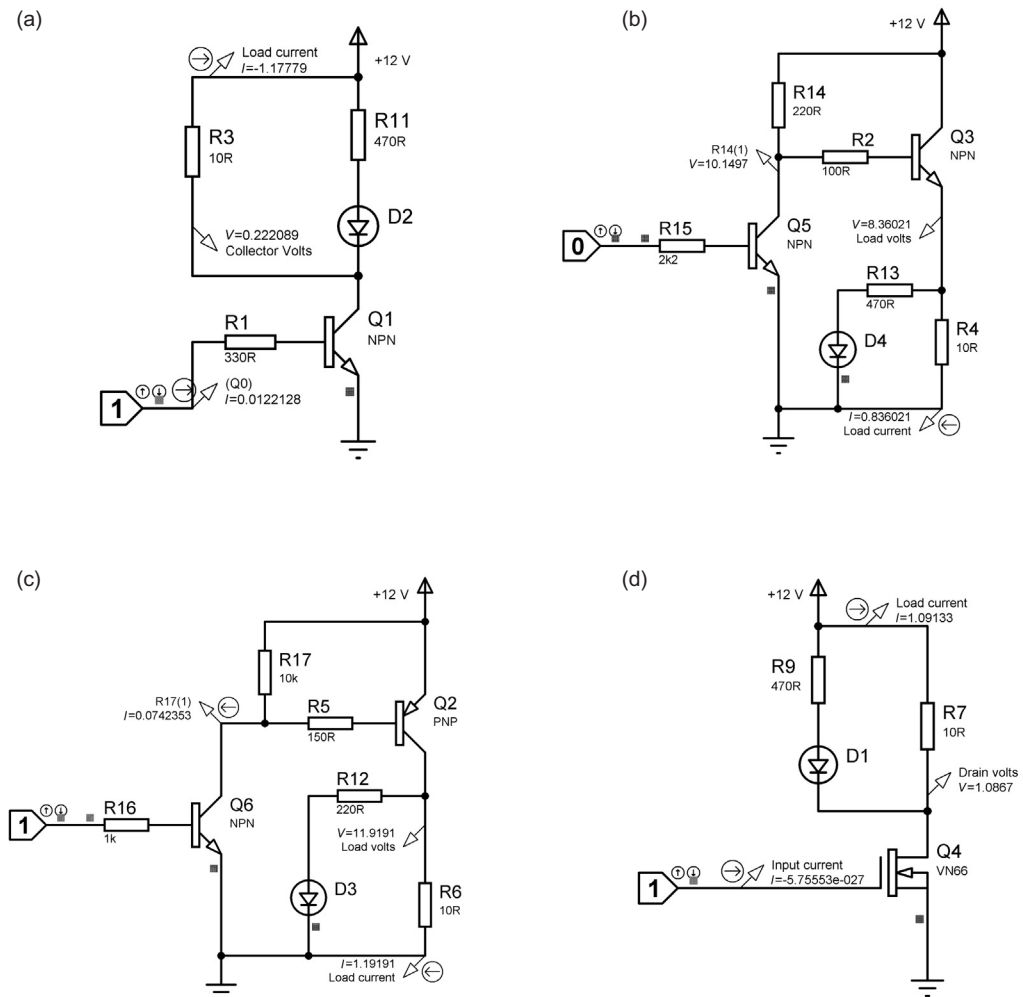 (a)
Load current
I=-1.17779
+12 V
R3
10R
R11
470R
D2
V=0.222089
Collector Volts
R1
330R
Q1
NPN
1
(Q0)
I=0.0122128
(b)
+12 V
R14
220R
R14(1)
V=10.1497
R2
100R
Q3
NPN
Q5
NPN
0
R15
2k2
V=8.36021
Load volts
R13
470R
D4
R4
10R
I=0.836021
Load current
(c)
+12 V
R17
10k
R17(1)
I=0.0742353
R5
150R
Q2
PNP
R12
220R
1
R16
1k
Q6
NPN
V=11.9191
Load volts
D3
R6
10R
I=1.19191
Load current
(d)
+12 V
Load current
I=1.09133
R9
470R
R7
10R
D1
Drain volts
V=1.0867
Q4
VN66
1
Input current
I=-5.75553e-027